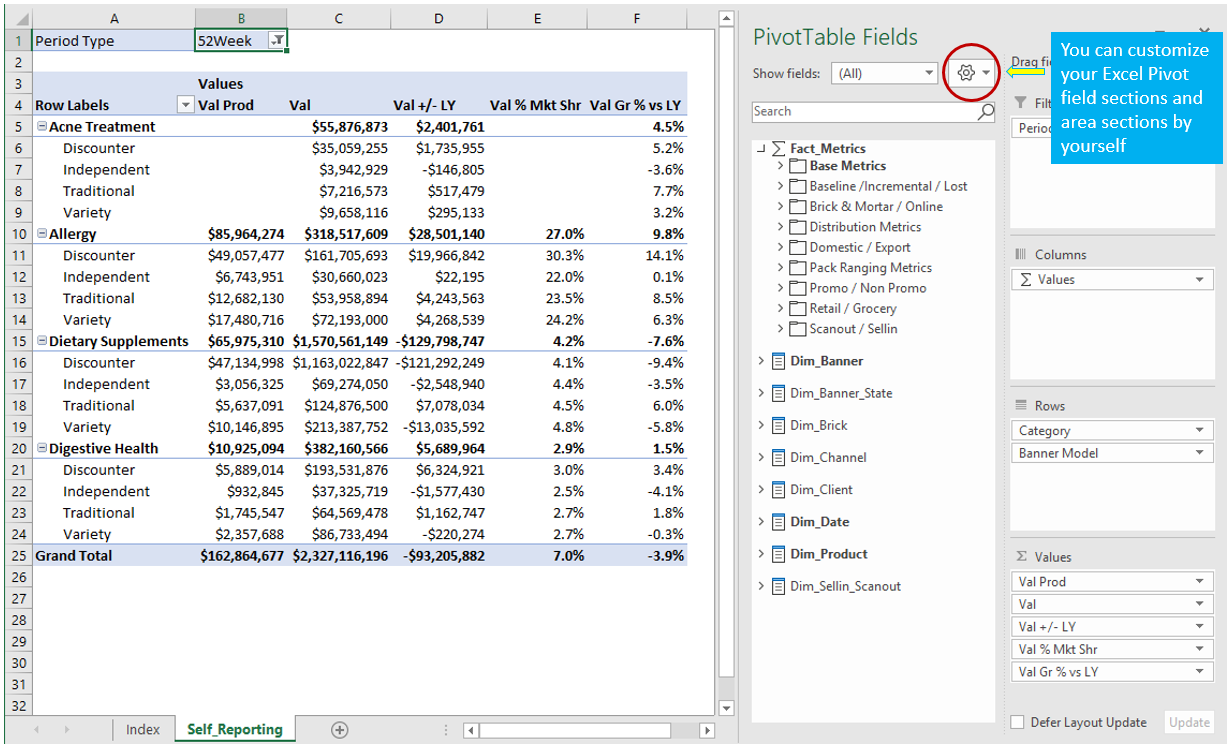 A B C D E F
1 Period Type 52Week
2
3 Values
4 Row Labels Val Prod Val Val +/- LY Val % Mkt Shr Val Gr % vs LY
5 Acne Treatment $55,876,873 $2,401,761 4.5%
6 Discounter $35,059,255 $1,735,955 5.2%
7 Independent $3,942,929 -$146,805 -3.6%
8 Traditional $7,216,573 $517,479 7.7%
9 Variety $9,658,116 $295,133 3.2%
10 Allergy $85,964,274 $318,517,609 $28,501,140 27.0% 9.8%
11 Discounter $49,057,477 $161,705,693 $19,966,842 30.3% 14.1%
12 Independent $6,743,951 $30,660,023 $22,195 22.0% 0.1%
13 Traditional $12,682,130 $53,958,894 $4,243,563 23.5% 8.5%
14 Variety $17,480,716 $72,193,000 $4,268,539 24.2% 6.3%
15 Dietary Supplements $65,975,310 $1,570,561,149 -$129,798,747 4.2% -7.6%
16 Discounter $47,134,998 $1,163,022,847 -$121,292,249 4.1% -9.4%
17 Independent $3,056,325 $69,274,050 -$2,548,940 4.4% -3.5%
18 Traditional $5,637,091 $124,876,500 $7,078,034 4.5% 6.0%
19 Variety $10,146,895 $213,387,752 -$13,035,592 4.8% -5.8%
20 Digestive Health $10,925,094 $382,160,566 $5,689,964 2.9% 1.5%
21 Discounter $5,889,014 $193,531,876 $6,324,921 3.0% 3.4%
22 Independent $932,845 $37,325,719 -$1,577,430 2.5% -4.1%
23 Traditional $1,745,547 $64,569,478 $1,162,747 2.7% 1.8%
24 Variety $2,357,688 $86,733,494 -$220,274 2.7% -0.3%
25 Grand Total $162,864,677 $2,327,116,196 -$93,205,882 7.0% -3.9%
26
27
28
29
30
31
32
Index Self_Reporting
PivotTable Fields
Show fields: (All)
Search
Fact_Metrics
Base Metrics
Baseline /Incremental / Lost
Brick & Mortar / Online
Distribution Metrics
Domestic / Export
Pack Ranging Metrics
Promo / Non Promo
Retail / Grocery
Scanout / Sellin
Dim_Banner
Dim_Banner_State
Dim_Brick
Dim_Channel
Dim_Client
Dim_Date
Dim_Product
Dim_Sellin_Scanout
You can customize
your Excel Pivot
field sections and
area sections by
yourself
Drag
Columns
Σ Values
Rows
Category
Banner Model
Σ Values
Val Prod
Val
Val +/- LY
Val % Mkt Shr
Val Gr % vs LY
Defer Layout Update Update